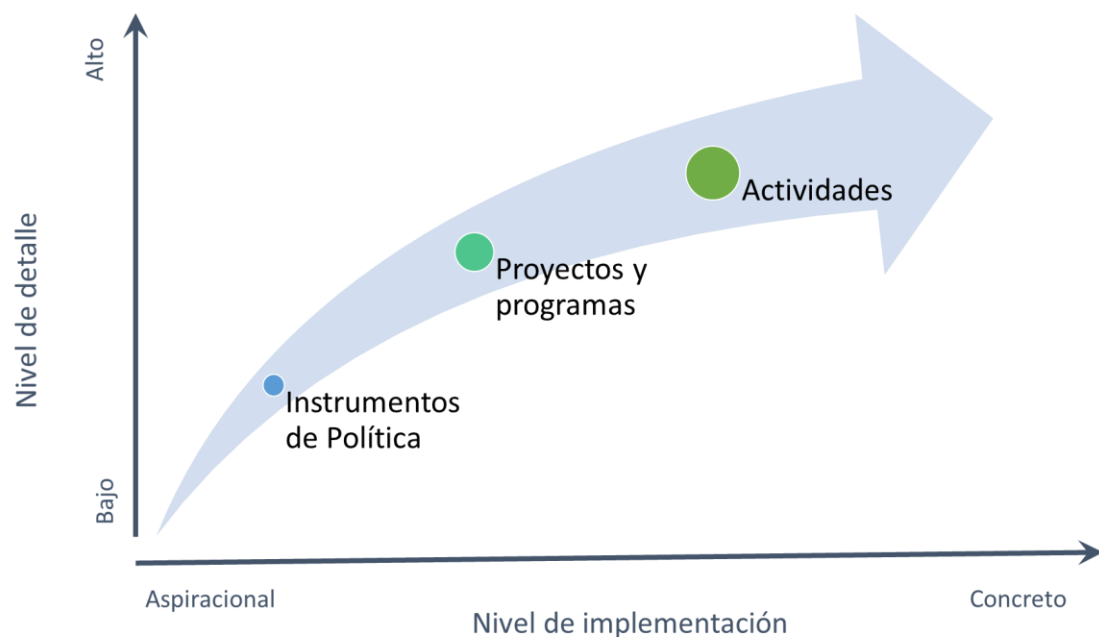 Alto
Nivel de detalle
Bajo
Actividades
Proyectos y
programas
Instrumentos
de Política
Aspiracional
Concreto
Nivel de implementación